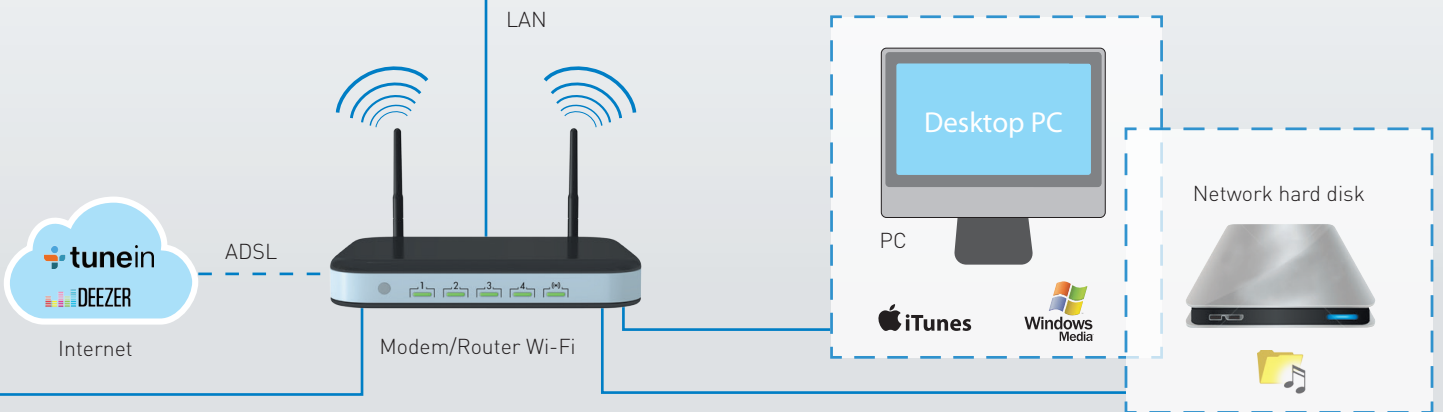 LAN
Desktop PC
Network hard disk
tunein
DEEZER
ADSL
PC
1 2 3 4
iTunes
Windows
Media
Internet
Modem/Router Wi-Fi